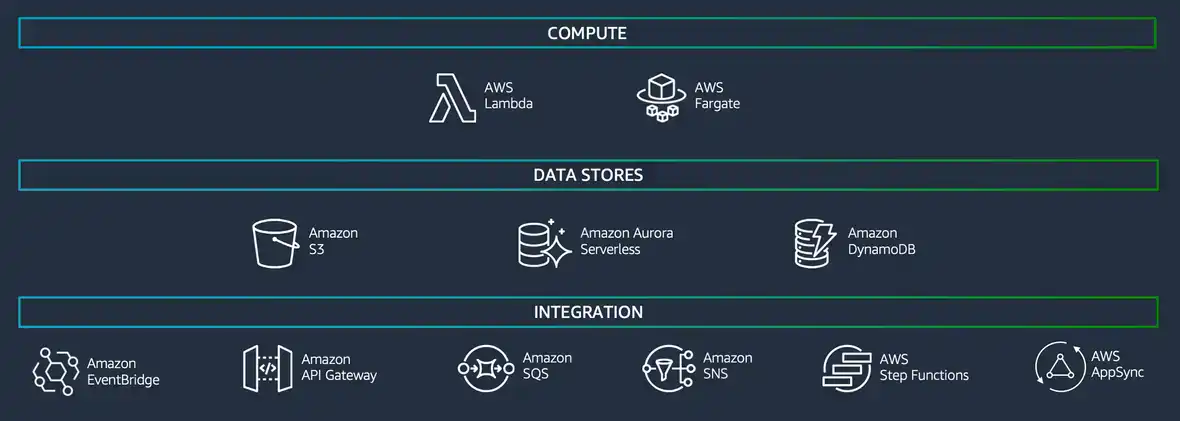 COMPUTE
AWS
Lambda
AWS
Fargate
DATA STORES
Amazon
S3
Amazon Aurora
Serverless
Amazon
DynamoDB
INTEGRATION
Amazon
EventBridge
Amazon
API Gateway
Amazon
SQS
Amazon
SNS
AWS
Step Functions
AWS
AppSync